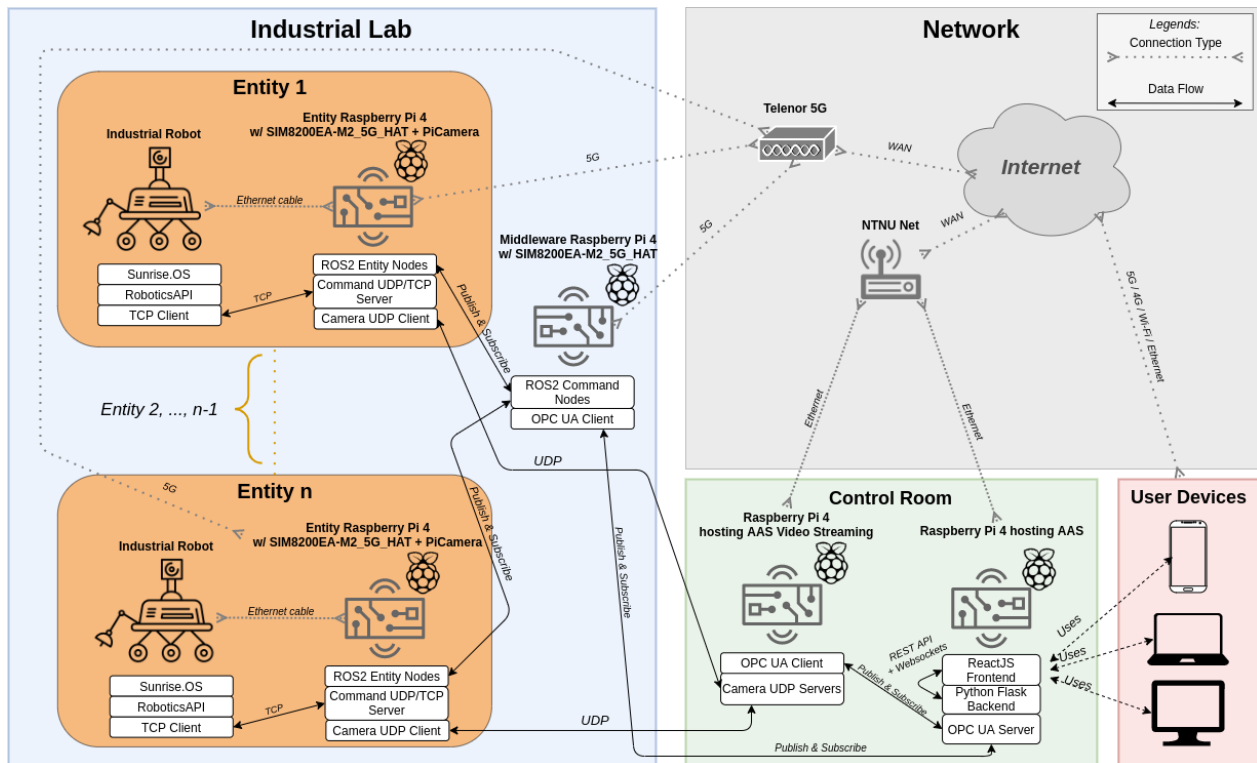 Industrial Lab
Entity 1
Industrial Robot
Entity Raspberry Pi 4
w/ SIM8200EA-M2_5G_HAT + PiCamera
Ethernet cable
Sunrise.OS
RoboticsAPI
TCP Client
TCP
ROS2 Entity Nodes
Command UDP/TCP
Server
Camera UDP Client
Entity 2, ..., n-1
Entity n
5G
Industrial Robot
Entity Raspberry Pi 4
w/ SIM8200EA-M2_5G_HAT + PiCamera
Ethernet cable
Sunrise.OS
RoboticsAPI
TCP Client
TCP
ROS2 Entity Nodes
Command UDP/TCP
Server
Camera UDP Client
Middleware Raspberry Pi 4
w/ SIM8200EA-M2_5G_HAT
ROS2 Command
Nodes
OPC UA Client
Publish & Subscribe
Publish & Subscribe
Publish & Subscribe
UDP
UDP
Publish & Subscribe
5G
5G
Network
Legends:
Connection Type
Data Flow
Telenor 5G
WAN
Internet
WAN
NTNU Net
Ethernet
Ethernet
5G / 4G / Wi-Fi / Ethernet
Control Room
Raspberry Pi 4
hosting AAS Video Streaming
OPC UA Client
Camera UDP Servers
Publish & Subscribe
Raspberry Pi 4 hosting AAS
REST API
+ Websockets
ReactJS
Frontend
Python Flask
Backend
OPC UA Server
User Devices
Uses
Uses
Uses